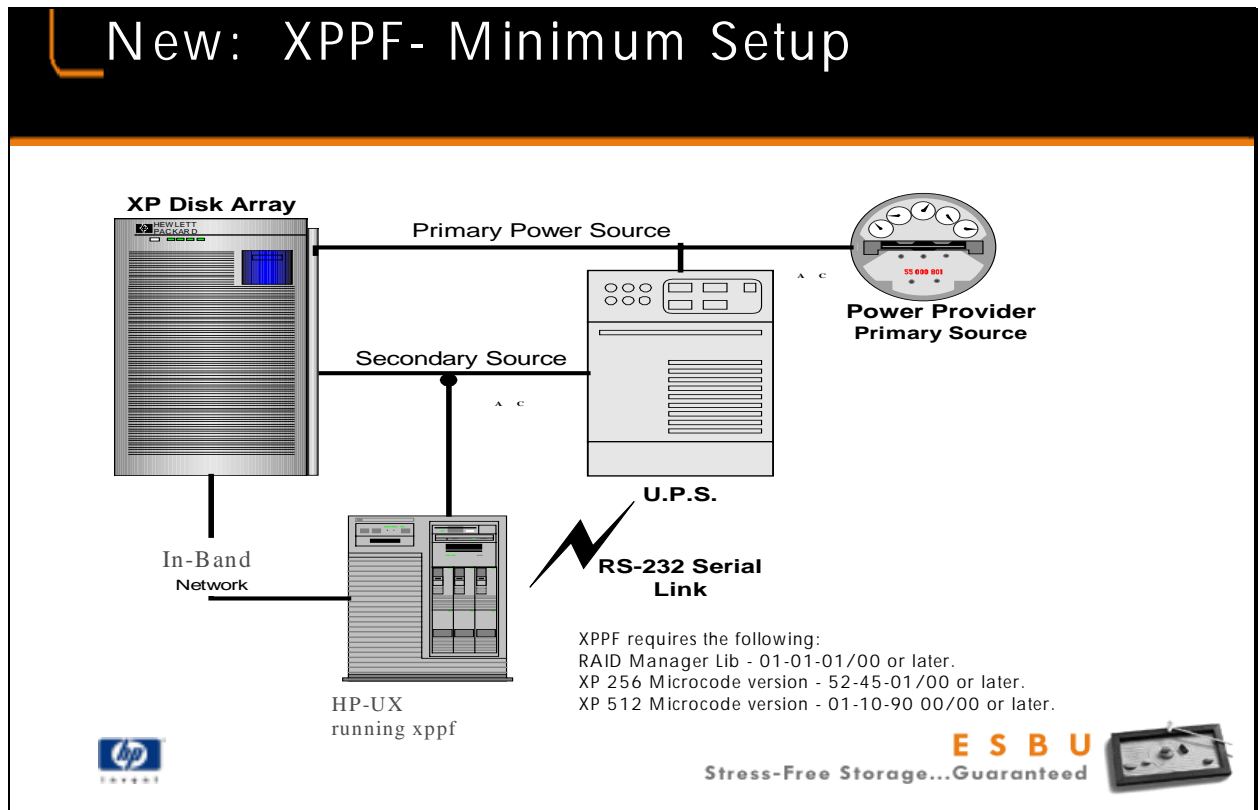 New: XPPF- Minimum Setup
XP Disk Array
HEWLETT
PACKARD
Primary Power Source
A C
55 000 801
Power Provider
Primary Source
Secondary Source
A C
U.P.S.
In-Band
Network
RS-232 Serial
Link
HP-UX
running xppf
XPPF requires the following:
RAID Manager Lib - 01-01-01/00 or later.
XP 256 Microcode version - 52-45-01/00 or later.
XP 512 Microcode version - 01-10-90 00/00 or later.
hp
invent
ESBU
Stress-Free Storage...Guaranteed